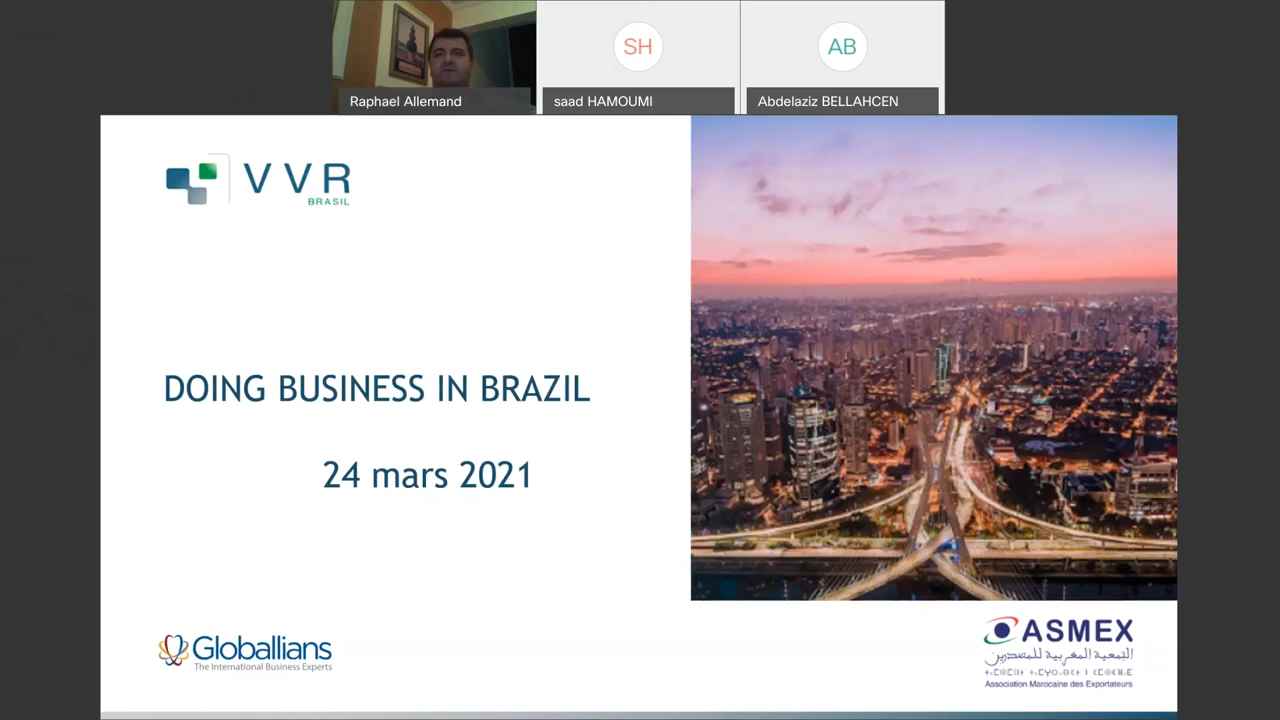 SH
AB
Raphael Allemand
saad HAMOUMI
Abdelaziz BELLAHCEN
VVR
BRASIL
DOING BUSINESS IN BRAZIL
24 mars 2021
Globallians
The International Business Experts
ASMEX
الجمعية المغربية للمصدرين
Association Marocaine des Exportateurs